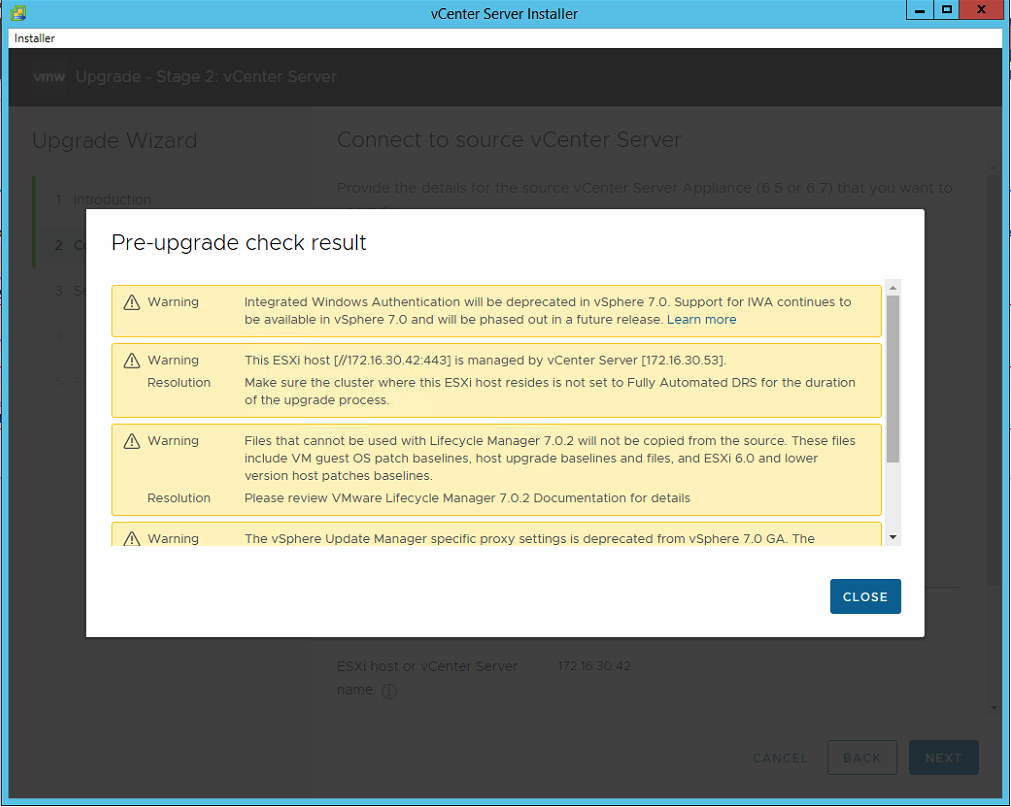 vCenter Server Installer
Installer
vmw Upgrade - Stage 2: vCenter Server
Upgrade Wizard
Connect to source vCenter Server
Provide the details for the source vCenter Server Appliance (6.5 or 6.7) that you want to
1 Introduction
2
3
4
5
Pre-upgrade check result
Warning Integrated Windows Authentication will be deprecated in vSphere 7.0. Support for IWA continues to
be available in vSphere 7.0 and will be phased out in a future release. Learn more
Warning This ESXi host [//172.16.30.42:443] is managed by vCenter Server [172.16.30.53].
Resolution Make sure the cluster where this ESXi host resides is not set to Fully Automated DRS for the duration
of the upgrade process.
Warning Files that cannot be used with Lifecycle Manager 7.0.2 will not be copied from the source. These files
include VM guest OS patch baselines, host upgrade baselines and files, and ESXi 6.0 and lower
version host patches baselines.
Resolution Please review VMware Lifecycle Manager 7.0.2 Documentation for details
Warning The vSphere Update Manager specific proxy settings is deprecated from vSphere 7.0 GA. The
CLOSE
ESXi host or vCenter Server 172.16.30.42
name
CANCEL BACK NEXT